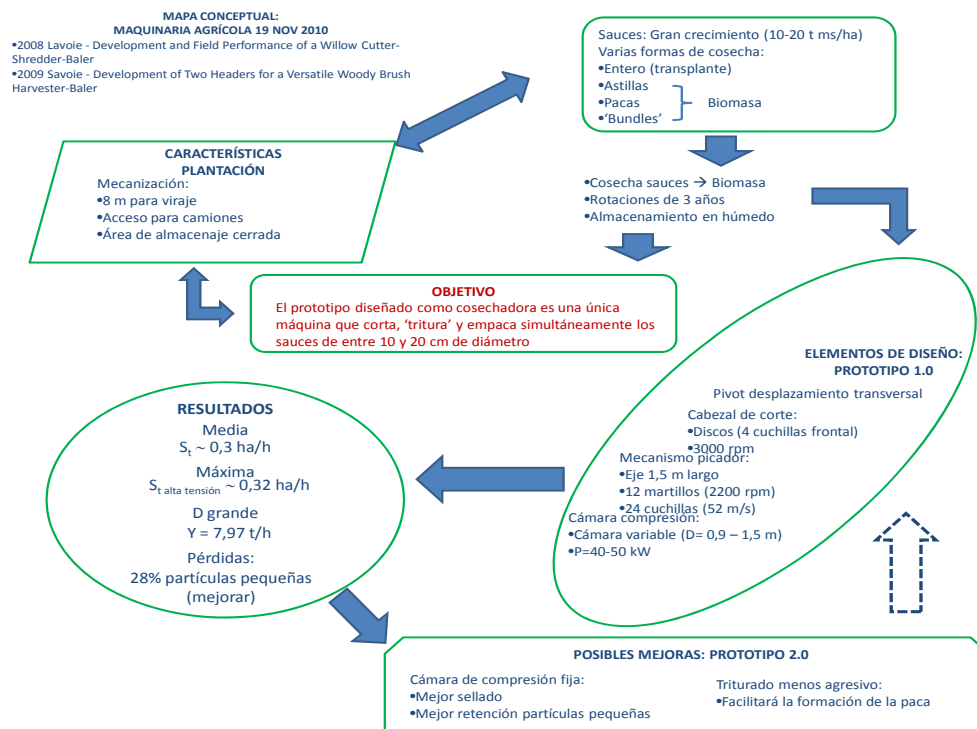 MAPA CONCEPTUAL:
MAQUINARIA AGRÍCOLA 19 NOV 2010
•2008 Lavoie - Development and Field Performance of a Willow Cutter-
Shredder-Baler
•2009 Savoie - Development of Two Headers for a Versatile Woody Brush
Harvester-Baler
Sauces: Gran crecimiento (10-20 t ms/ha)
Varias formas de cosecha:
•Entero (transplante)
•Astillas
•Pacas
•'Bundles'
Biomasa
CARACTERÍSTICAS
PLANTACIÓN
Mecanización:
•8 m para viraje
•Acceso para camiones
•Área de almacenaje cerrada
•Cosecha sauces → Biomasa
•Rotaciones de 3 años
•Almacenamiento en húmedo
OBJETIVO
El prototipo diseñado como cosechadora es una única
máquina que corta, 'tritura' y empaca simultáneamente los
sauces de entre 10 y 20 cm de diámetro
ELEMENTOS DE DISEÑO:
PROTOTIPO 1.0
Pivot desplazamiento transversal
Cabezal de corte:
•Discos (4 cuchillas frontal)
•3000 rpm
Mecanismo picador:
•Eje 1,5 m largo
•12 martillos (2200 rpm)
•24 cuchillas (52 m/s)
Cámara compresión:
•Cámara variable (D= 0,9 – 1,5 m)
•P=40-50 kW
RESULTADOS
Media
St ~ 0,3 ha/h
Máxima
St alta tensión ~ 0,32 ha/h
D grande
Y = 7,97 t/h
Pérdidas:
28% partículas pequeñas
(mejorar)
POSIBLES MEJORAS: PROTOTIPO 2.0
Cámara de compresión fija:
•Mejor sellado
•Mejor retención partículas pequeñas
Triturado menos agresivo:
•Facilitará la formación de la paca